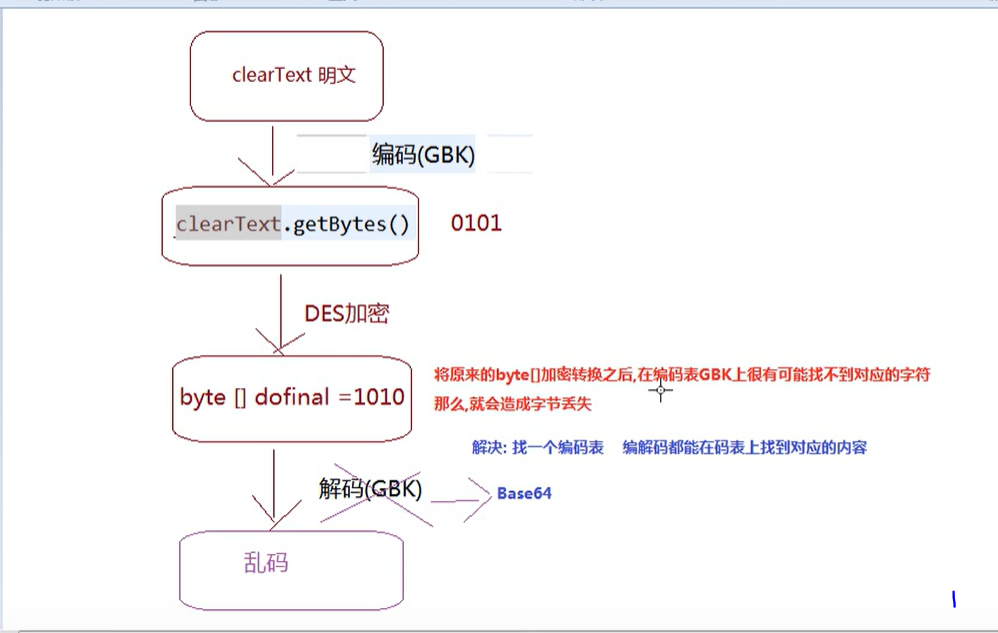 clearText 明文
编码(GBK)
clearText.getBytes()
0101
DES加密
byte [] dofinal =1010
将原来的byte[]加密转换之后,在编码表GBK上很有可能找不到对应的字符
那么,就会造成字节丢失
解决: 找一个编码表 编解码都能在码表上找到对应的内容
解码(GBK)
Base64
乱码